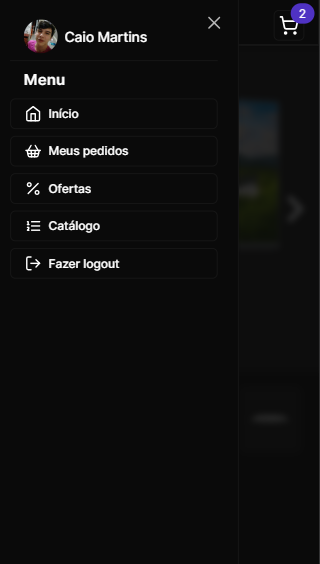 Caio Martins
2
Menu
Início
Meus pedidos
Ofertas
Catálogo
Fazer logout